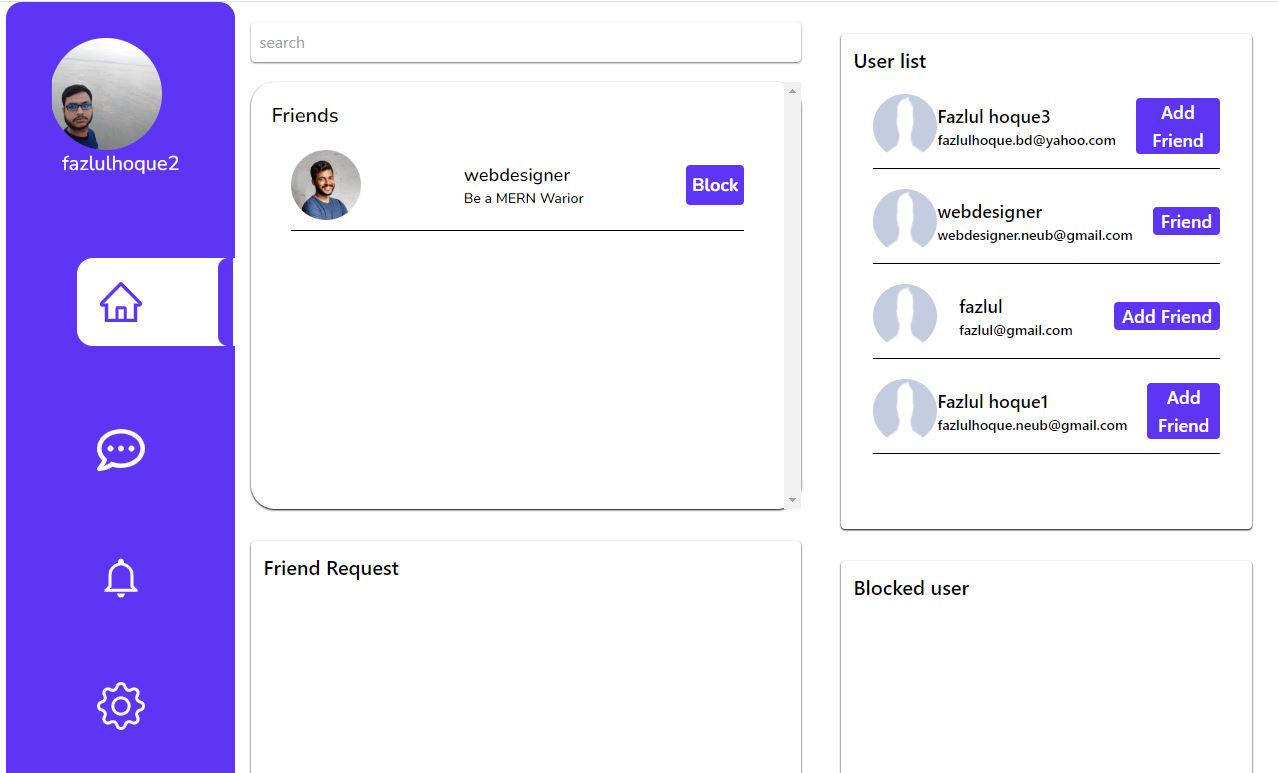 fazlulhoque2
search
Friends
webdesigner
Be a MERN Warior
Block
Friend Request
User list
Fazlul hoque3
fazlulhoque.bd@yahoo.com
Add
Friend
webdesigner
webdesigner.neub@gmail.com
Friend
fazlul
fazlul@gmail.com
Add Friend
Fazlul hoque1
fazlulhoque.neub@gmail.com
Add
Friend
Blocked user